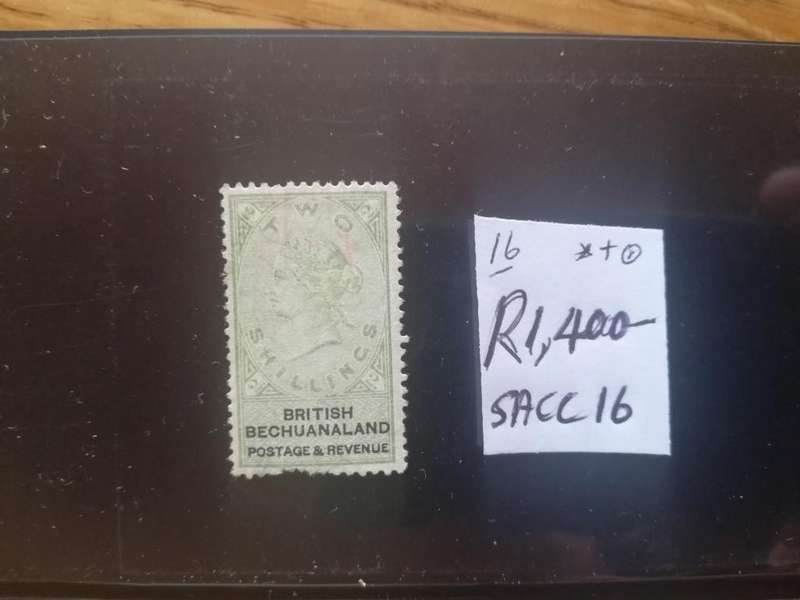 TWO
SHILLINGS
BRITISH
BECHUANALAND
POSTAGE & REVENUE
16
R1,400
SACC 16